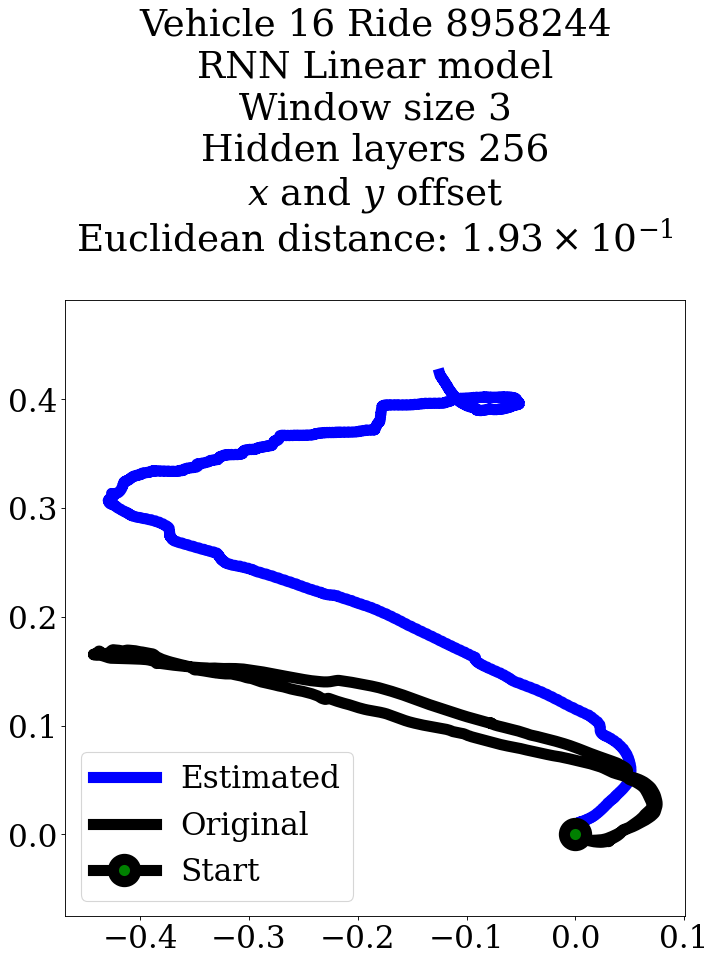 Vehicle 16 Ride 8958244
RNN Linear model
Window size 3
Hidden layers 256
x and y offset
Euclidean distance: 1.93 × 10⁻¹
0.4
0.3
0.2
0.1
0.0
Estimated
Original
Start
−0.4 −0.3 −0.2 −0.1 0.0 0.1